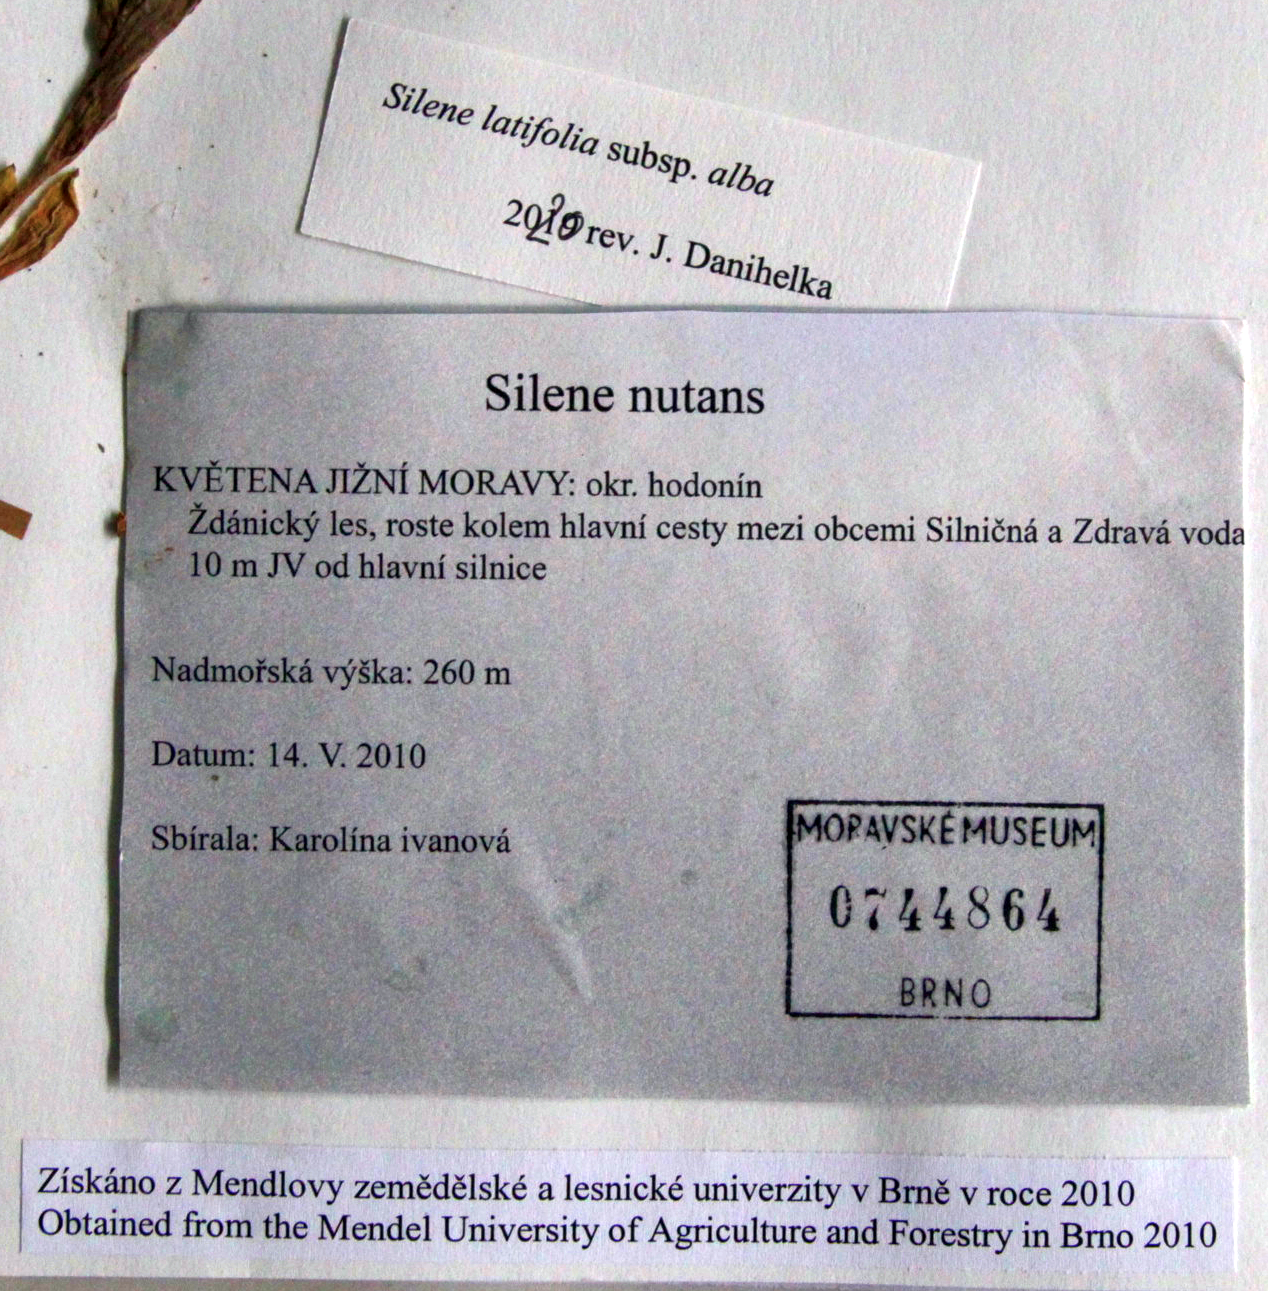 Silene latifolia subsp. alba
2020 rev. J. Danihelka
Silene nutans
KVĚTENA JIŽNÍ MORAVY: okr. hodonín
Ždánický les, roste kolem hlavní cesty mezi obcemi Silničná a Zdravá voda
10 m JV od hlavní silnice
Nadmořská výška: 260 m
Datum: 14. V. 2010
Sbírala: Karolína ivanová
MORAVSKÉ MUSEUM
0744864
BRNO
Získáno z Mendlovy zemědělské a lesnické univerzity v Brně v roce 2010
Obtained from the Mendel University of Agriculture and Forestry in Brno 2010